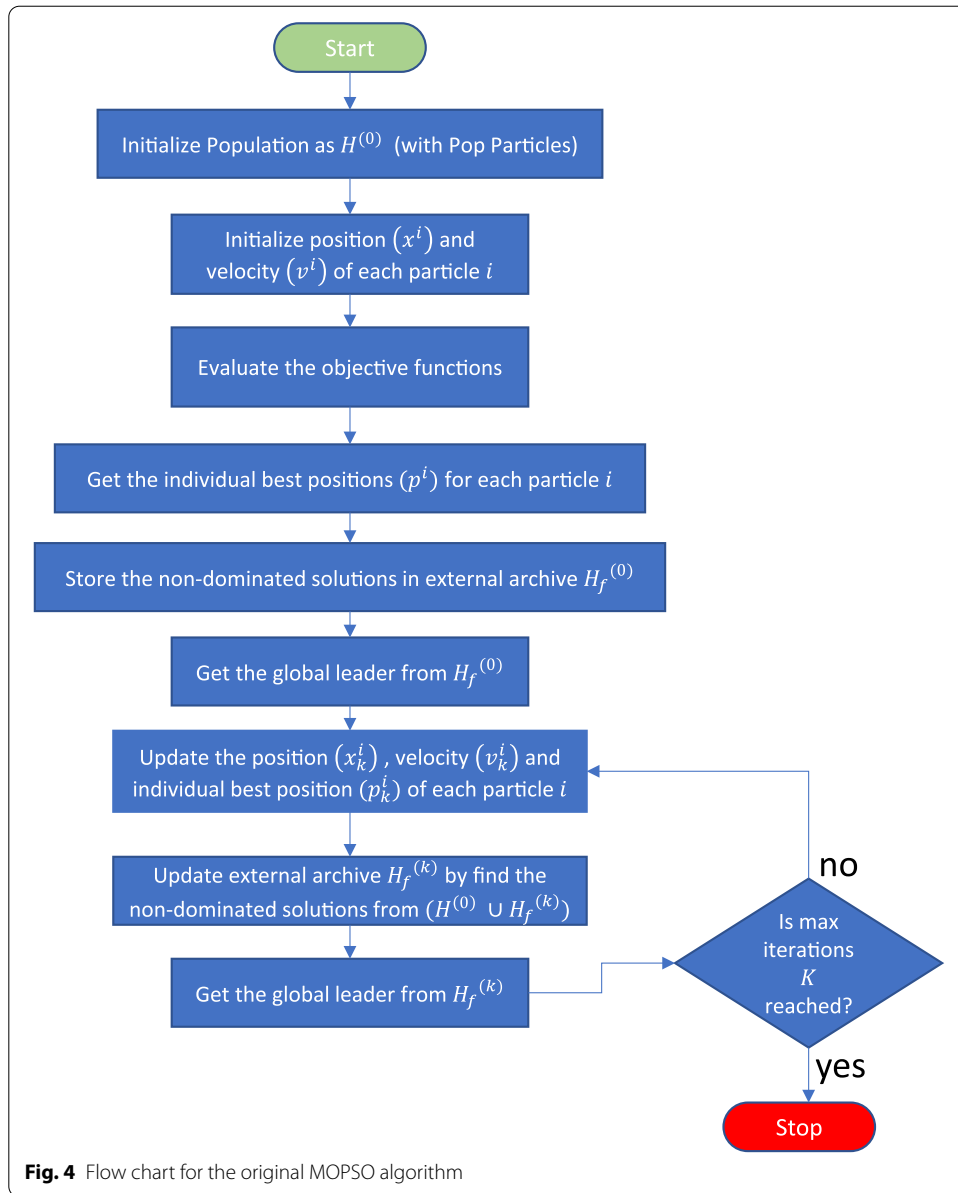 Start
Initialize Population as H^(0) (with Pop Particles)
Initialize position (x^i) and
velocity (v^i) of each particle i
Evaluate the objective functions
Get the individual best positions (p^i) for each particle i
Store the non-dominated solutions in external archive H_f^(0)
Get the global leader from H_f^(0)
Update the position (x_k^i) , velocity (v_k^i) and
individual best position (p_k^i) of each particle i
Update external archive H_f^(k) by find the
non-dominated solutions from (H^(0) ∪ H_f^(k))
Get the global leader from H_f^(k)
no
Is max
iterations
K
reached?
yes
Stop
Fig. 4 Flow chart for the original MOPSO algorithm